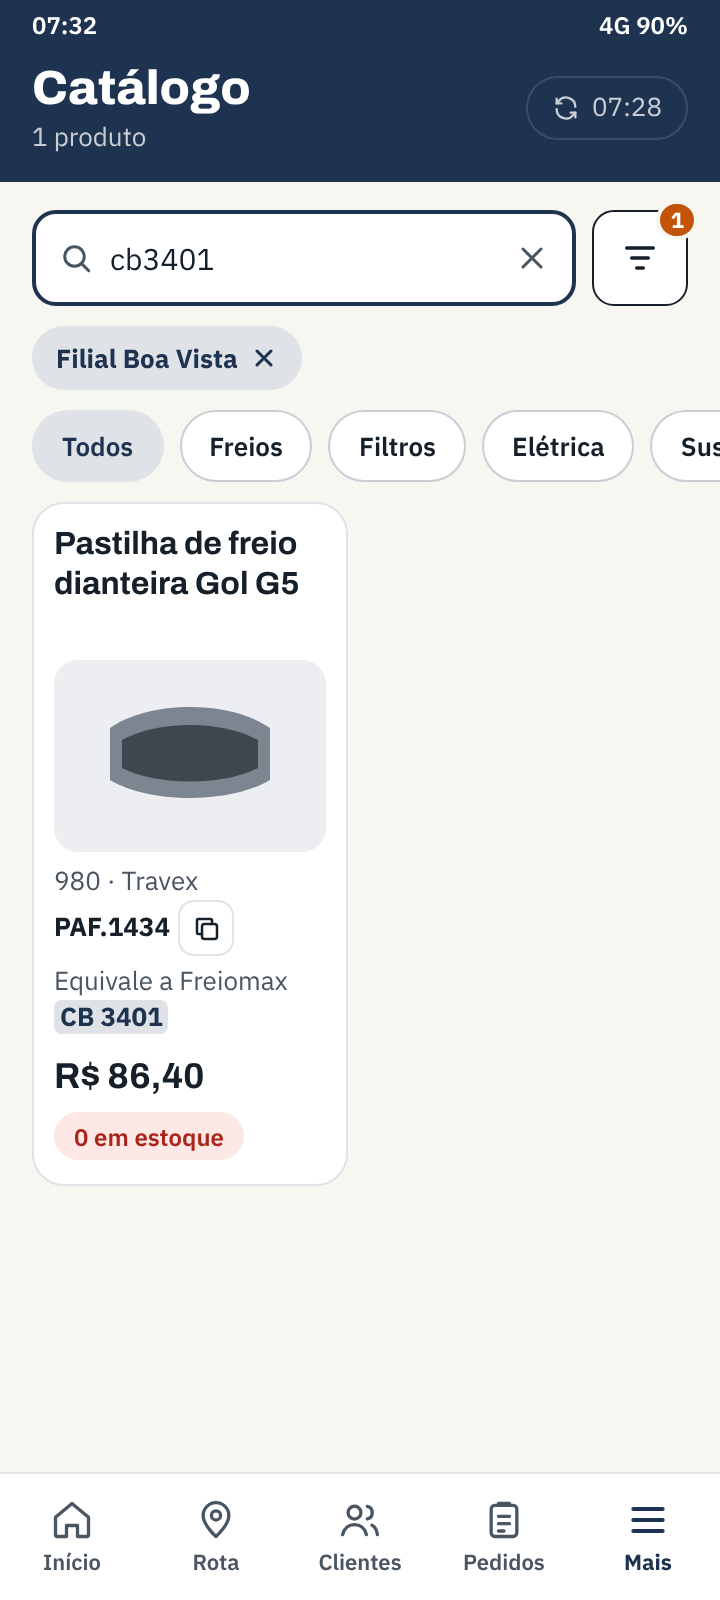 07:32 4G 90%
Catálogo
1 produto
07:28
cb3401
1
Filial Boa Vista
Todos Freios Filtros Elétrica Sus
Pastilha de freio
dianteira Gol G5
980 · Travex
PAF.1434
Equivale a Freiomax
CB 3401
R$ 86,40
0 em estoque
Início Rota Clientes Pedidos Mais